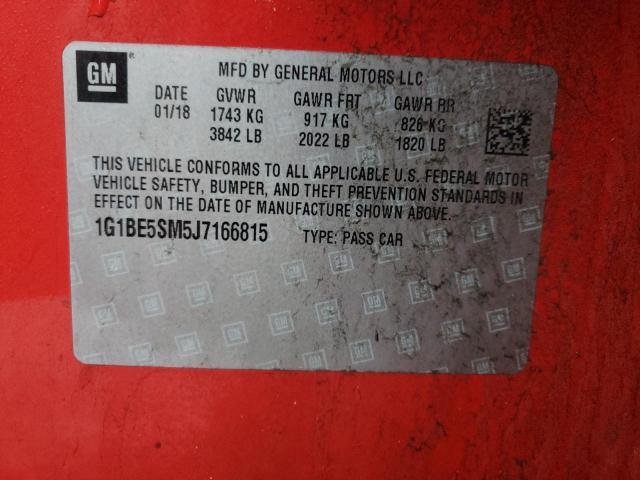 GM
MFD BY GENERAL MOTORS LLC
DATE GVWR GAWR FRT GAWR RR
01/18 1743 KG 917 KG 826 KG
3842 LB 2022 LB 1820 LB
THIS VEHICLE CONFORMS TO ALL APPLICABLE U.S. FEDERAL MOTOR
VEHICLE SAFETY, BUMPER, AND THEFT PREVENTION STANDARDS IN
EFFECT ON THE DATE OF MANUFACTURE SHOWN ABOVE.
1G1BE5SM5J7166815 TYPE: PASS CAR